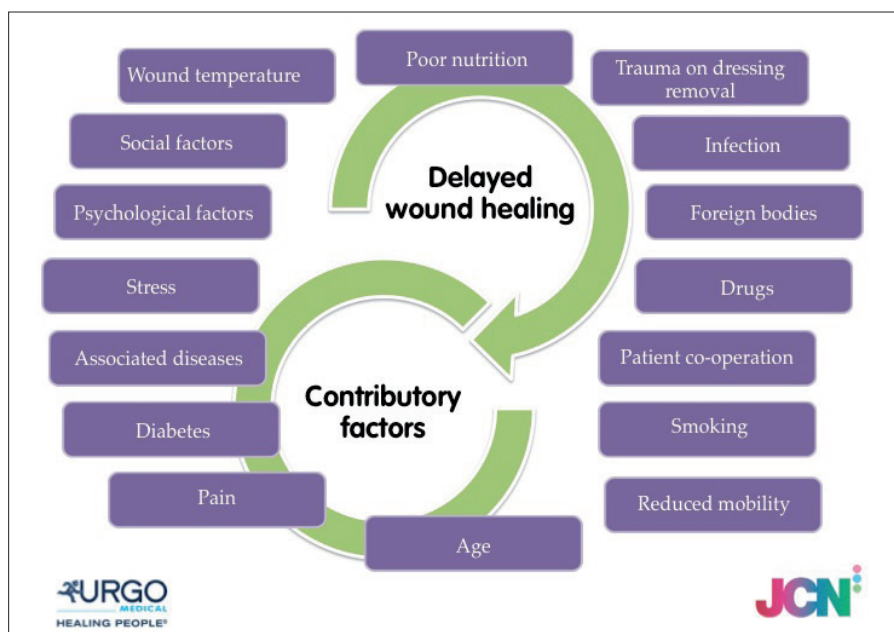 Poor nutrition
Wound temperature
Trauma on dressing
removal
Social factors
Infection
Delayed
wound healing
Psychological factors
Foreign bodies
Stress
Drugs
Associated diseases
Patient co-operation
Contributory
factors
Diabetes
Smoking
Pain
Reduced mobility
Age
URGO
MEDICAL
HEALING PEOPLE®
JCN